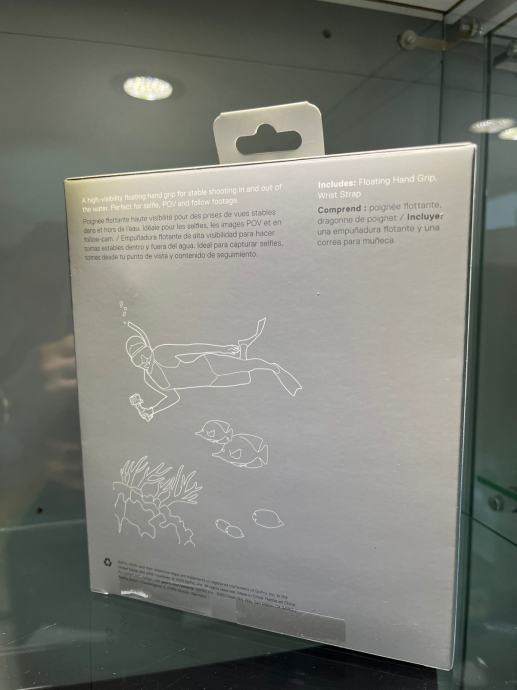 A high-visibility floating hand grip for stable shooting in and out of
the water. Perfect for selfie, POV and follow footage.
Poignée flottante haute visibilité pour des prises de vues stables
dans et hors de l'eau. Idéale pour les selfies, les images POV et en
follow-cam. / Empuñadura flotante de alta visibilidad para hacer
tomas estables dentro y fuera del agua. Ideal para capturar selfies,
tomas desde tu punto de vista y contenido de seguimiento.
Includes: Floating Hand Grip,
Wrist Strap
Comprend : poignée flottante,
dragonne de poignet / Incluye:
una empuñadura flotante y una
correa para muñeca